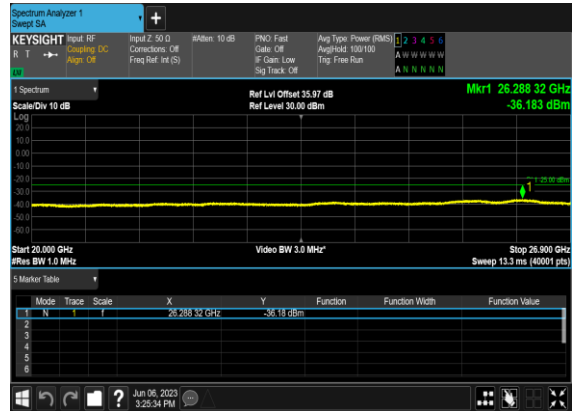 Spectrum Analyzer 1
Swept SA
+
KEYSIGHT Input: RF Input Z: 50 Ω #Atten: 10 dB PNO: Fast Avg Type: Power (RMS) 1 2 3 4 5 6
R T Coupling: DC Corrections: Off Gate: Off Avg|Hold: 100/100 A W W W W W
Align: Off Freq Ref: Int (S) IF Gain: Low Trig: Free Run
LW Sig Track: Off A N N N N N
1 Spectrum Ref Lvl Offset 35.97 dB Mkr1 26.288 32 GHz
Scale/Div 10 dB Ref Level 30.00 dBm -36.183 dBm
Log
20.0
10.0
0.00
-10.0
-20.0
DL1 -25.00 dBm
1
-30.0
-40.0
-50.0
-60.0
Start 20.000 GHz Video BW 3.0 MHz* Stop 26.900 GHz
#Res BW 1.0 MHz Sweep 13.3 ms (40001 pts)
5 Marker Table
Mode Trace Scale X Y Function Function Width Function Value
1 N 1 f 26.288 32 GHz -36.18 dBm
2
3
4
5
6
? Jun 06, 2023
3:25:34 PM